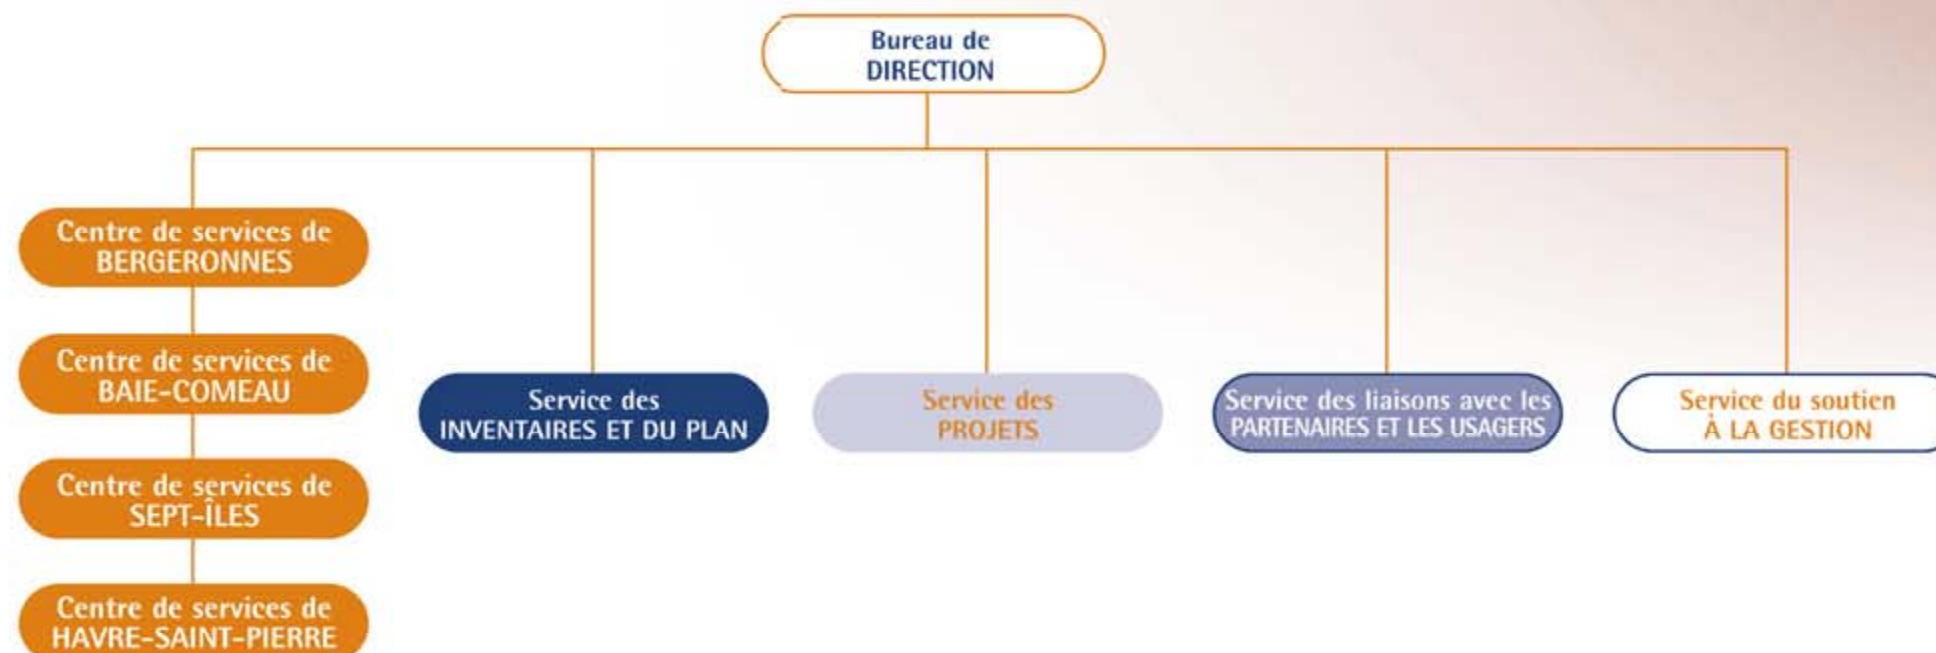 Bureau de
DIRECTION
Centre de services de
BERGERONNES
Centre de services de
BAIE-COMEAU
Centre de services de
SEPT-ÎLES
Centre de services de
HAVRE-SAINT-PIERRE
Service des
INVENTAIRES ET DU PLAN
Service des
PROJETS
Service des liaisons avec les
PARTENAIRES ET LES USAGERS
Service du soutien
À LA GESTION